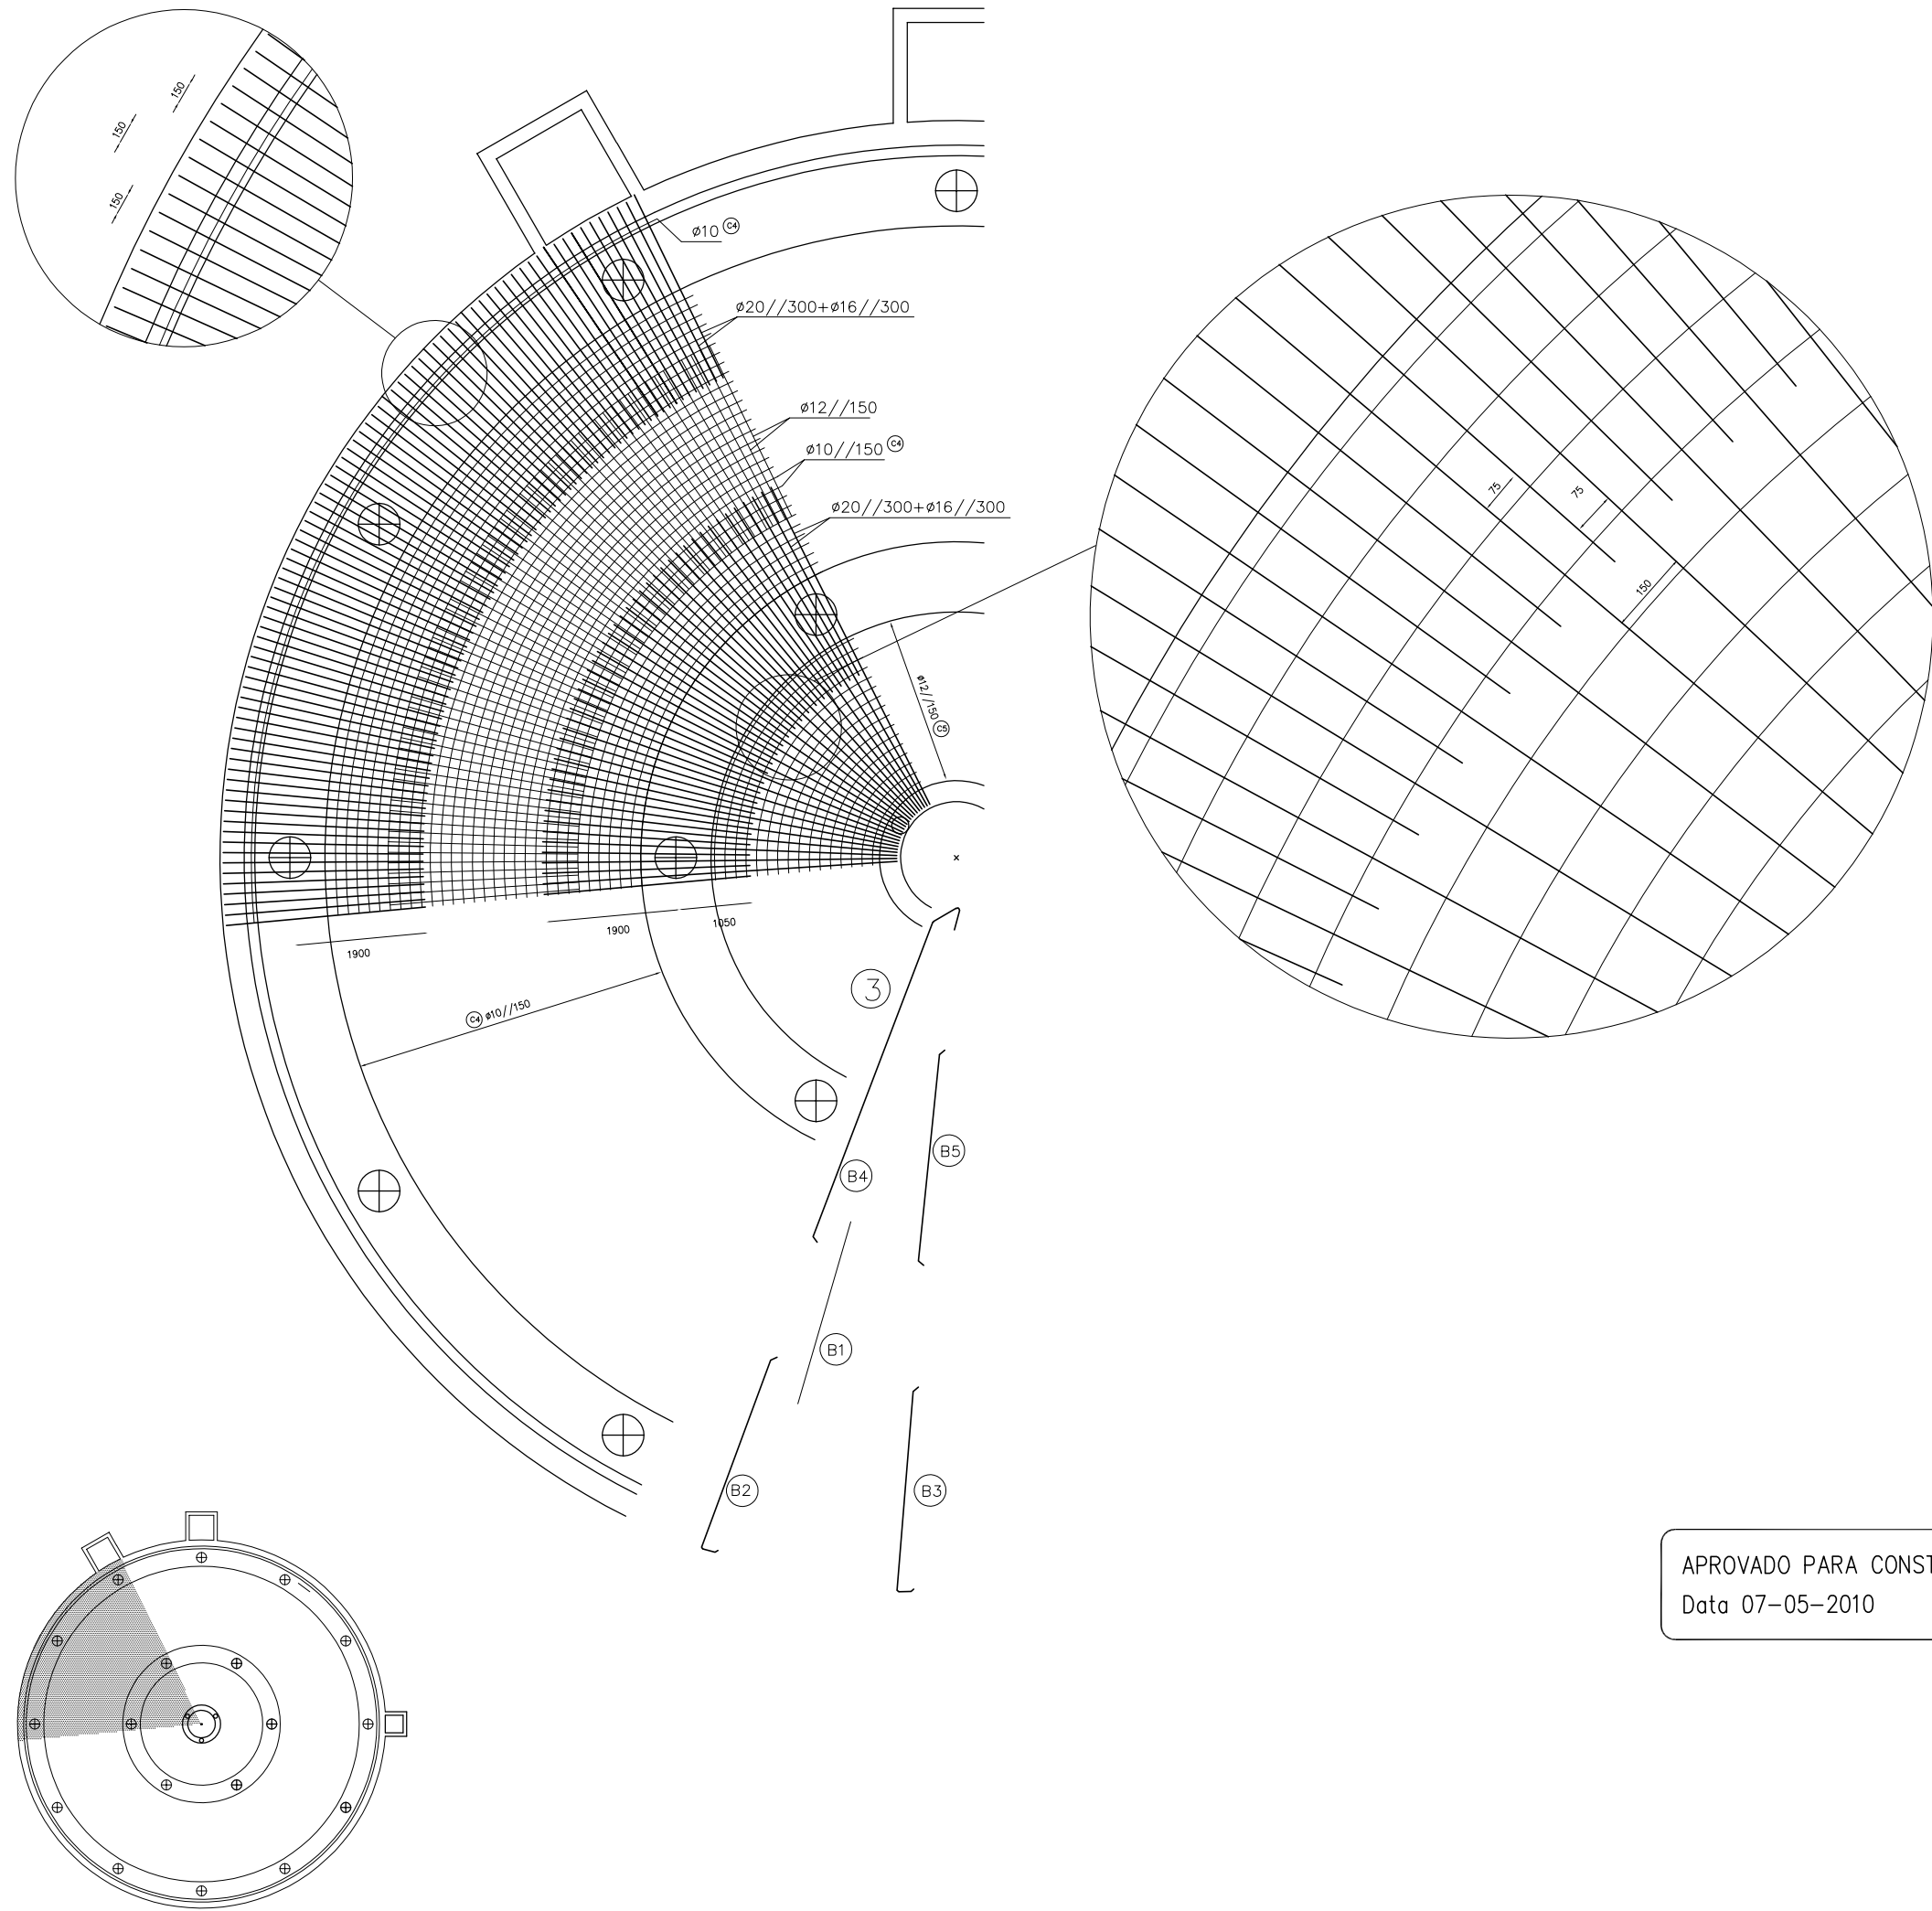 150
150
150
ø10 C4
ø20//300+ø16//300
ø12//150
ø10//150 C4
ø20//300+ø16//300
75
75
150
ø12//150 C5
1900
1900
1050
C4 ø10//150
3
B5
B4
B1
B2
B3
APROVADO PARA CONST
Data 07-05-2010